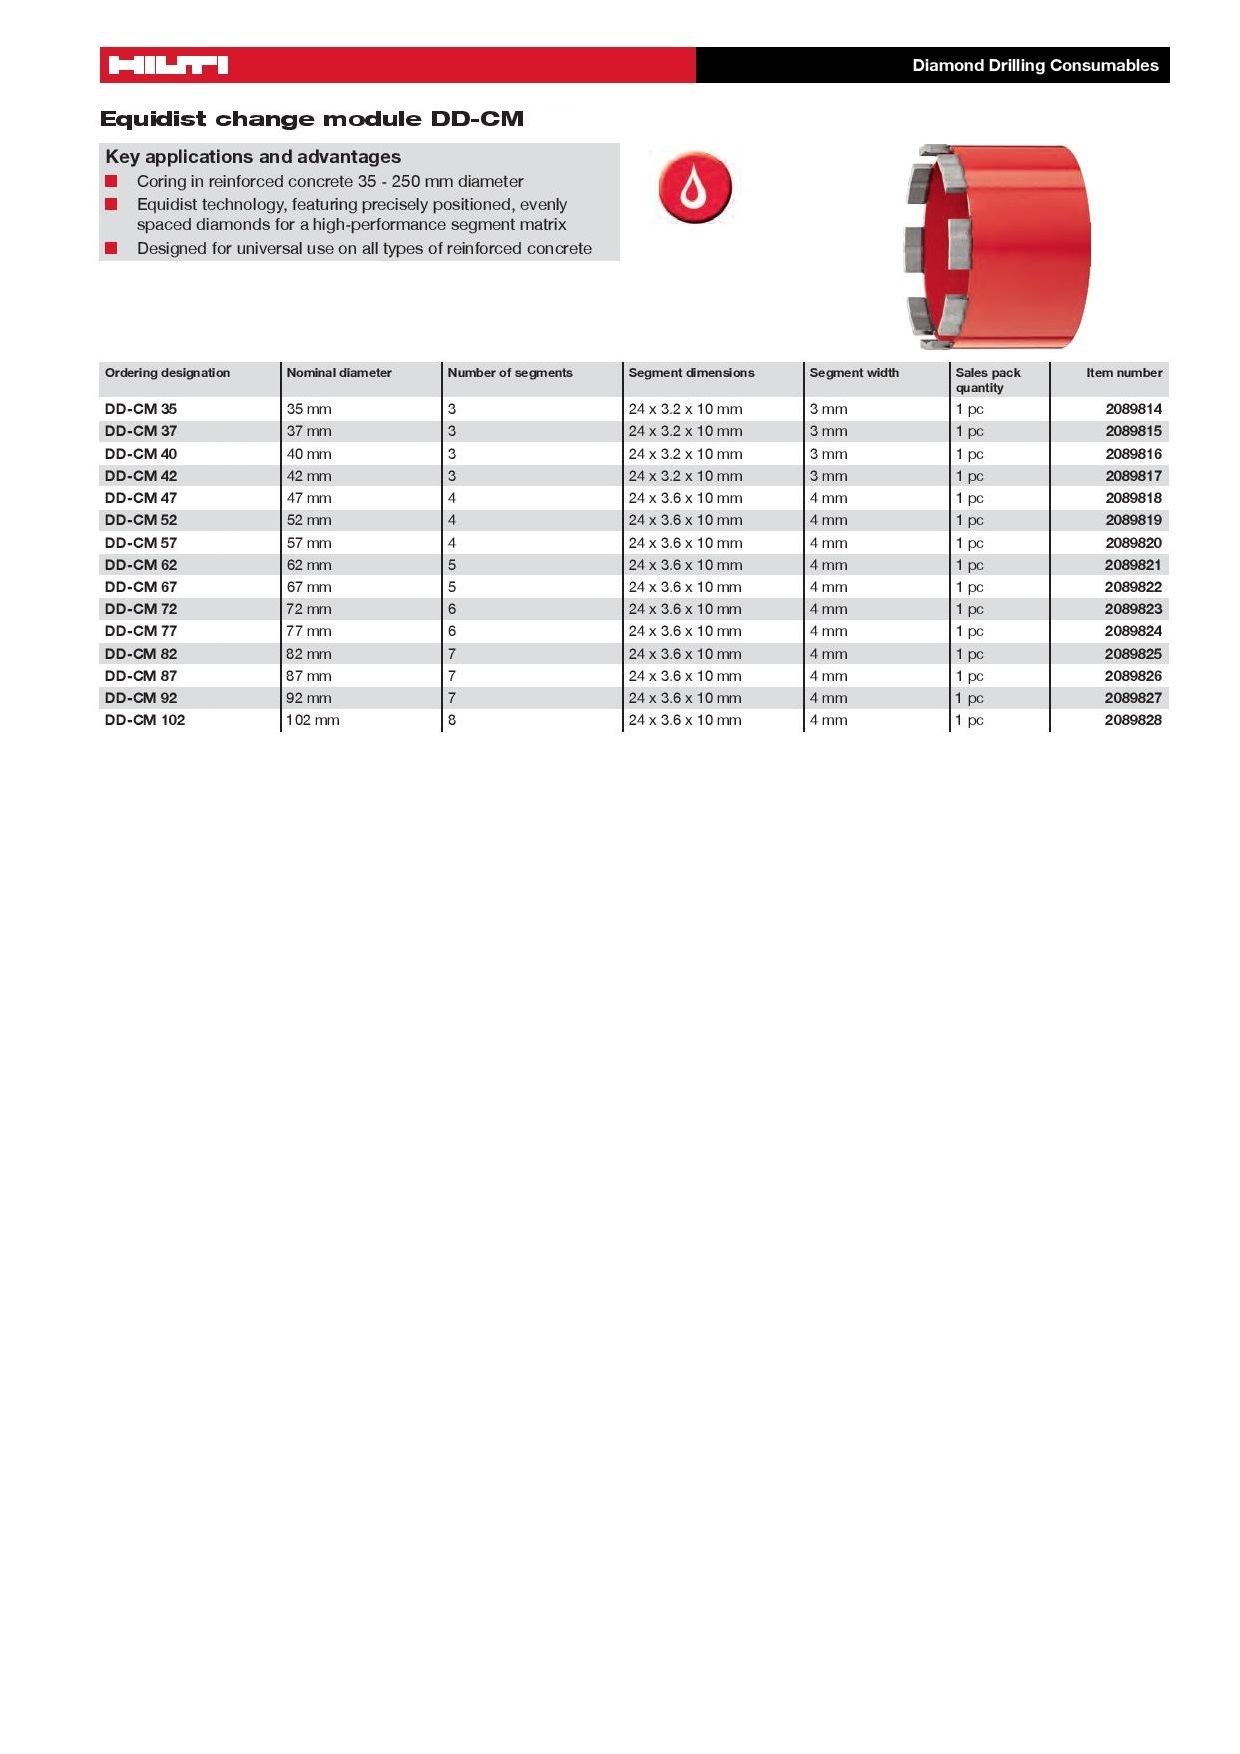 HILTI
Diamond Drilling Consumables
Equidist change module DD-CM
Key applications and advantages
Coring in reinforced concrete 35 - 250 mm diameter
Equidist technology, featuring precisely positioned, evenly
spaced diamonds for a high-performance segment matrix
Designed for universal use on all types of reinforced concrete
Ordering designation Nominal diameter Number of segments Segment dimensions Segment width Sales pack Item number
quantity
DD-CM 35 35 mm 3 24 x 3.2 x 10 mm 3 mm 1 pc 2089814
DD-CM 37 37 mm 3 24 x 3.2 x 10 mm 3 mm 1 pc 2089815
DD-CM 40 40 mm 3 24 x 3.2 x 10 mm 3 mm 1 pc 2089816
DD-CM 42 42 mm 3 24 x 3.2 x 10 mm 3 mm 1 pc 2089817
DD-CM 47 47 mm 4 24 x 3.6 x 10 mm 4 mm 1 pc 2089818
DD-CM 52 52 mm 4 24 x 3.6 x 10 mm 4 mm 1 pc 2089819
DD-CM 57 57 mm 4 24 x 3.6 x 10 mm 4 mm 1 pc 2089820
DD-CM 62 62 mm 5 24 x 3.6 x 10 mm 4 mm 1 pc 2089821
DD-CM 67 67 mm 5 24 x 3.6 x 10 mm 4 mm 1 pc 2089822
DD-CM 72 72 mm 6 24 x 3.6 x 10 mm 4 mm 1 pc 2089823
DD-CM 77 77 mm 6 24 x 3.6 x 10 mm 4 mm 1 pc 2089824
DD-CM 82 82 mm 7 24 x 3.6 x 10 mm 4 mm 1 pc 2089825
DD-CM 87 87 mm 7 24 x 3.6 x 10 mm 4 mm 1 pc 2089826
DD-CM 92 92 mm 7 24 x 3.6 x 10 mm 4 mm 1 pc 2089827
DD-CM 102 102 mm 8 24 x 3.6 x 10 mm 4 mm 1 pc 2089828